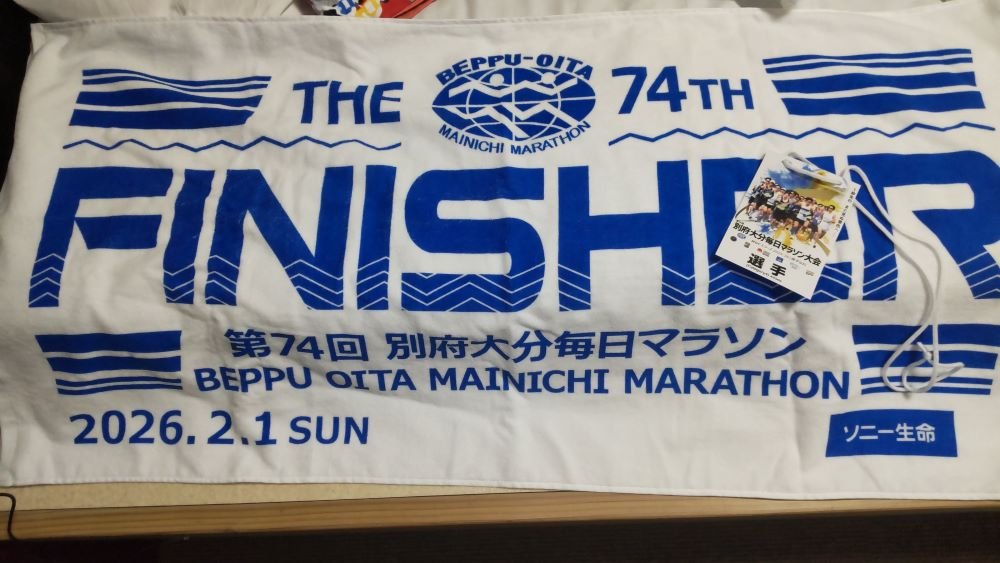 THE
BEPPU-OITA
MAINICHI MARATHON
74TH
FINISHER
別府大分毎日マラソン大会
選手
第74回 別府大分毎日マラソン
BEPPU OITA MAINICHI MARATHON
2026.2.1 SUN
ソニー生命